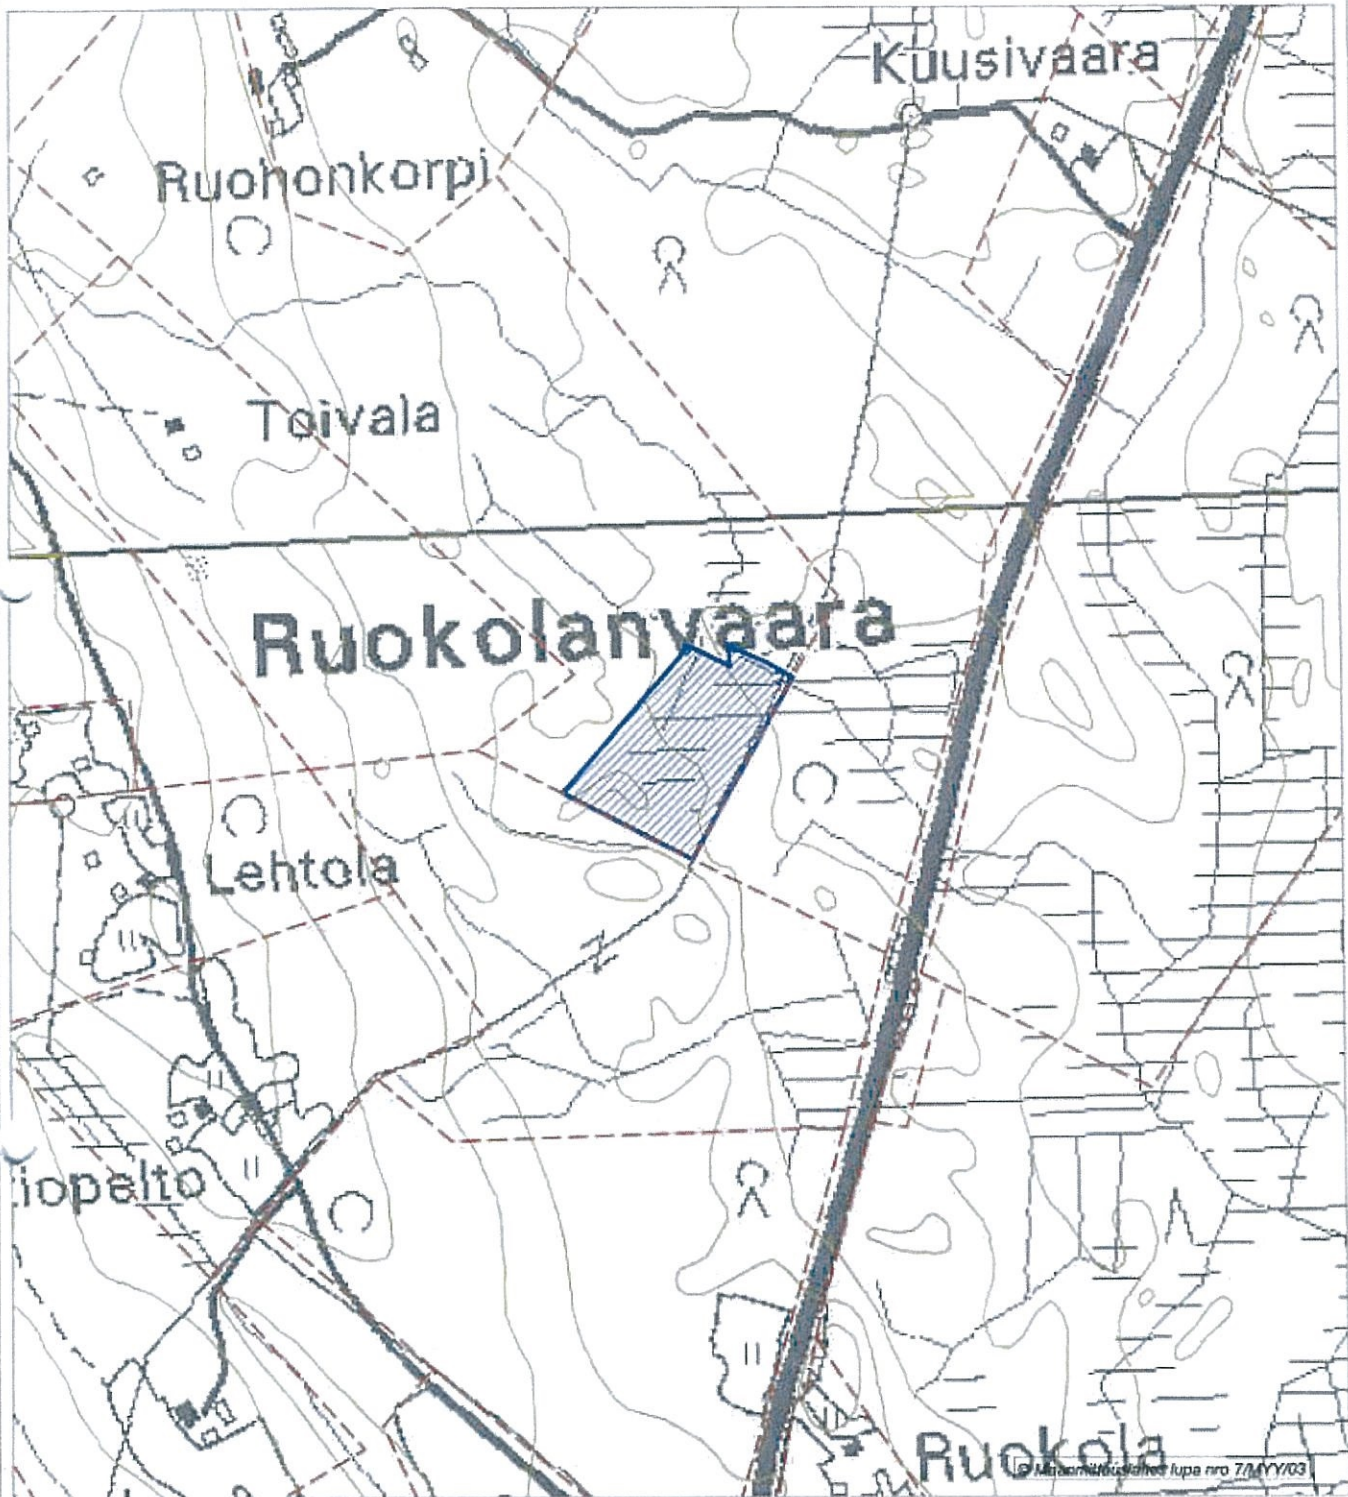 Kuusivaara
Ruohonkorpi
Toivala
Ruokolanvaara
Lehtola
iopelto
Ruokola
© Maanmittauslaitos lupa nro 7/MYY/03